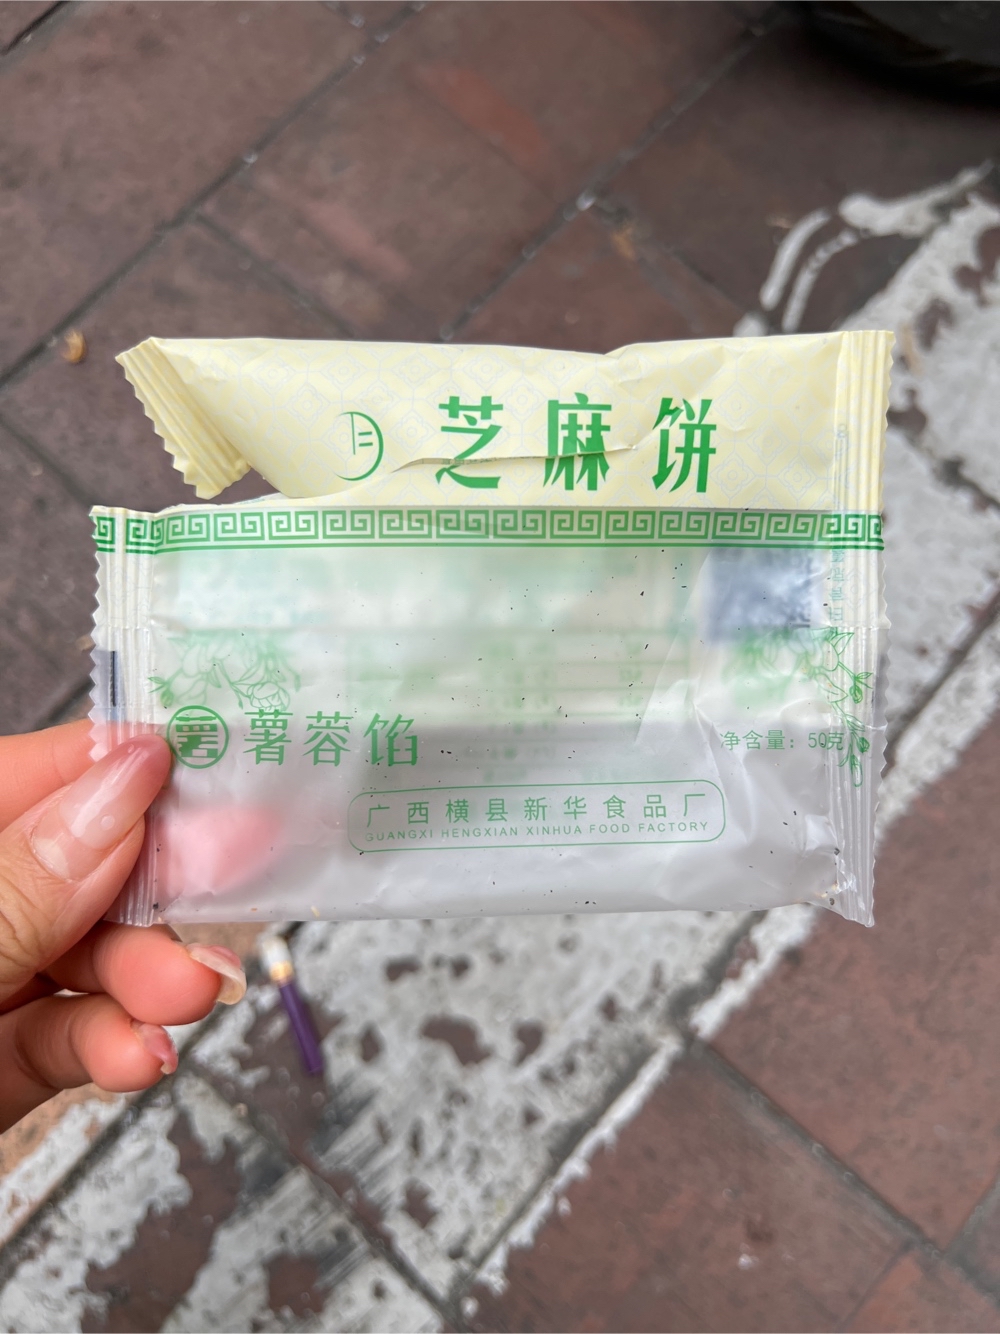 芝麻饼
薯 薯蓉馅
净含量：50克
广西横县新华食品厂
GUANGXI HENGXIAN XINHUA FOOD FACTORY